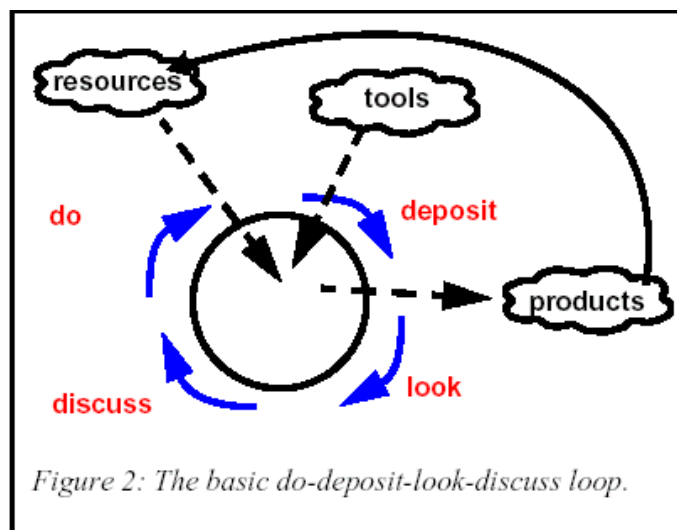 resources
tools
do
deposit
products
discuss
look
Figure 2: The basic do-deposit-look-discuss loop.